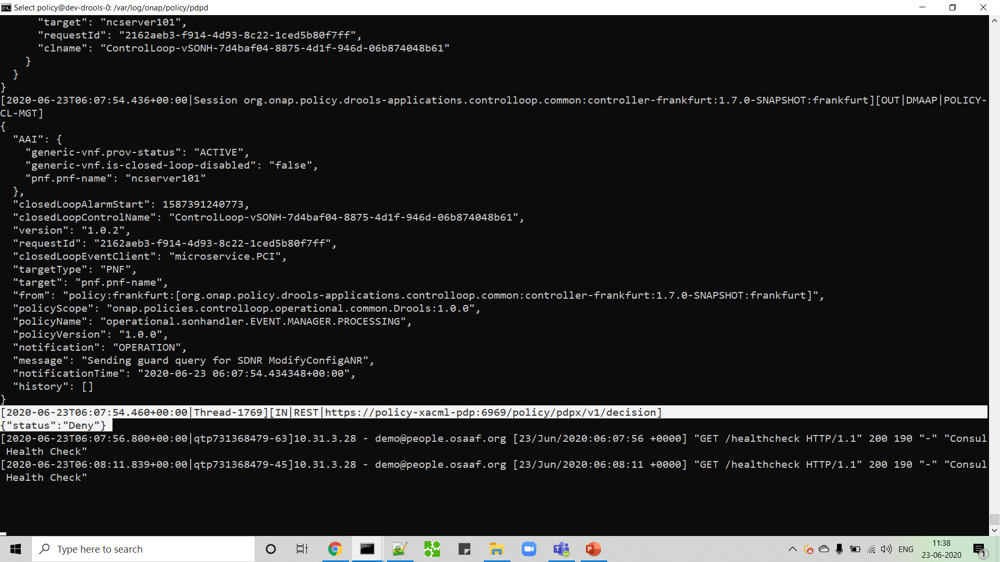 Select policy@dev-drools-0: /var/log/onap/policy/pdpd
"target": "ncserver101",
"requestId": "2162aeb3-f914-4d93-8c22-1ced5b80f7ff",
"clname": "ControlLoop-vSONH-7d4baf04-8875-4d1f-946d-06b874048b61"
}
}
}
[2020-06-23T06:07:54.436+00:00|Session org.onap.policy.drools-applications.controlloop.common:controller-frankfurt:1.7.0-SNAPSHOT:frankfurt][OUT|DMAAP|POLICY-
CL-MGT]
{
"AAI": {
"generic-vnf.prov-status": "ACTIVE",
"generic-vnf.is-closed-loop-disabled": "false",
"pnf.pnf-name": "ncserver101"
},
"closedLoopAlarmStart": 1587391240773,
"closedLoopControlName": "ControlLoop-vSONH-7d4baf04-8875-4d1f-946d-06b874048b61",
"version": "1.0.2",
"requestId": "2162aeb3-f914-4d93-8c22-1ced5b80f7ff",
"closedLoopEventClient": "microservice.PCI",
"targetType": "PNF",
"target": "pnf.pnf-name",
"from": "policy:frankfurt:[org.onap.policy.drools-applications.controlloop.common:controller-frankfurt:1.7.0-SNAPSHOT:frankfurt]",
"policyScope": "onap.policies.controlloop.operational.common.Drools:1.0.0",
"policyName": "operational.sonhandler.EVENT.MANAGER.PROCESSING",
"policyVersion": "1.0.0",
"notification": "OPERATION",
"message": "Sending guard query for SDNR ModifyConfigANR",
"notificationTime": "2020-06-23 06:07:54.434348+00:00",
"history": []
}
[2020-06-23T06:07:54.460+00:00|Thread-1769][IN|REST|https://policy-xacml-pdp:6969/policy/pdpx/v1/decision]
{"status":"Deny"}
[2020-06-23T06:07:56.800+00:00|qtp731368479-63]10.31.3.28 - demo@people.osaaf.org [23/Jun/2020:06:07:56 +0000] "GET /healthcheck HTTP/1.1" 200 190 "-" "Consul
Health Check"
[2020-06-23T06:08:11.839+00:00|qtp731368479-45]10.31.3.28 - demo@people.osaaf.org [23/Jun/2020:06:08:11 +0000] "GET /healthcheck HTTP/1.1" 200 190 "-" "Consul
Health Check"
Type here to search
ENG
11:38
23-06-2020
1